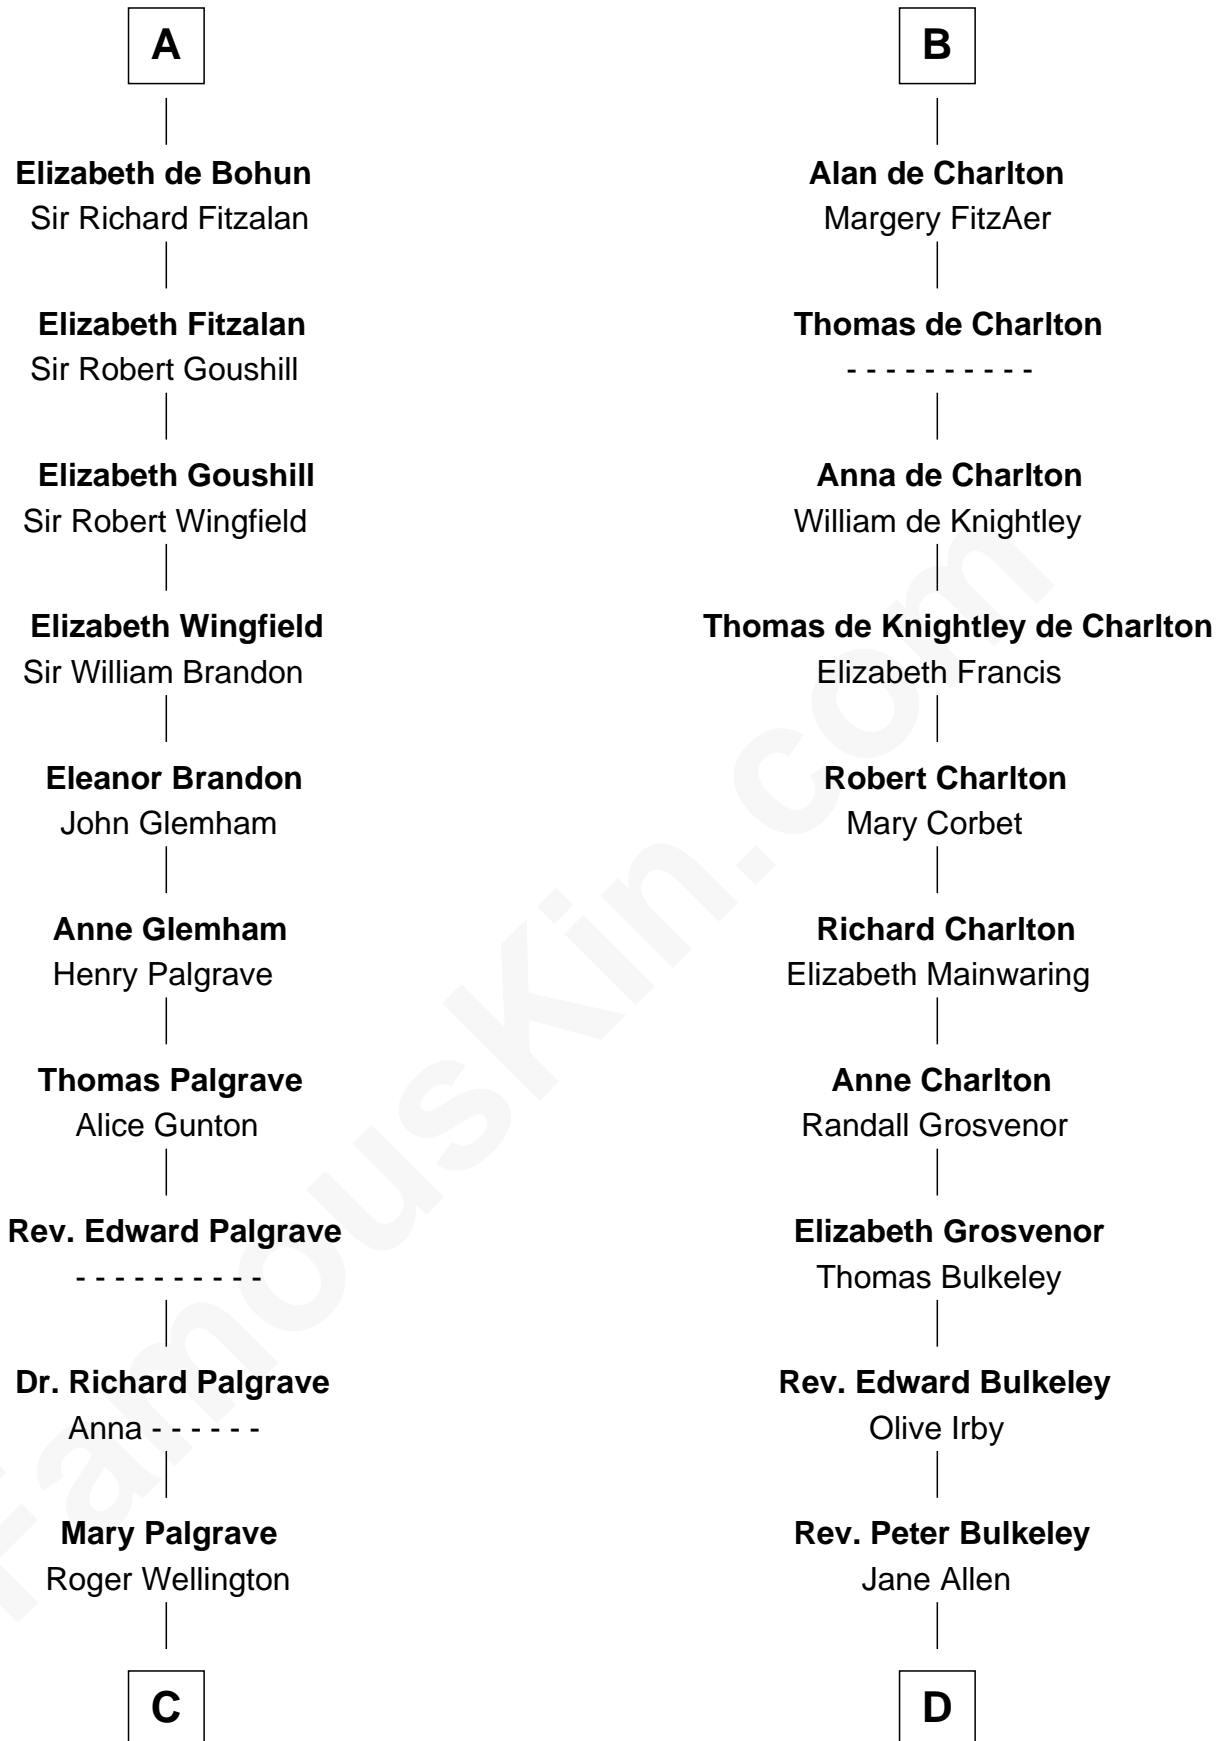 A
Elizabeth de Bohun
Sir Richard Fitzalan
Elizabeth Fitzalan
Sir Robert Goushill
Elizabeth Goushill
Sir Robert Wingfield
Elizabeth Wingfield
Sir William Brandon
Eleanor Brandon
John Glemham
Anne Glemham
Henry Palgrave
Thomas Palgrave
Alice Gunton
Rev. Edward Palgrave
- - - - - - - - - -
Dr. Richard Palgrave
Anna - - - - - -
Mary Palgrave
Roger Wellington
C
B
Alan de Charlton
Margery FitzAer
Thomas de Charlton
- - - - - - - - - -
Anna de Charlton
William de Knightley
Thomas de Knightley de Charlton
Elizabeth Francis
Robert Charlton
Mary Corbet
Richard Charlton
Elizabeth Mainwaring
Anne Charlton
Randall Grosvenor
Elizabeth Grosvenor
Thomas Bulkeley
Rev. Edward Bulkeley
Olive Irby
Rev. Peter Bulkeley
Jane Allen
D
FamousKin.com